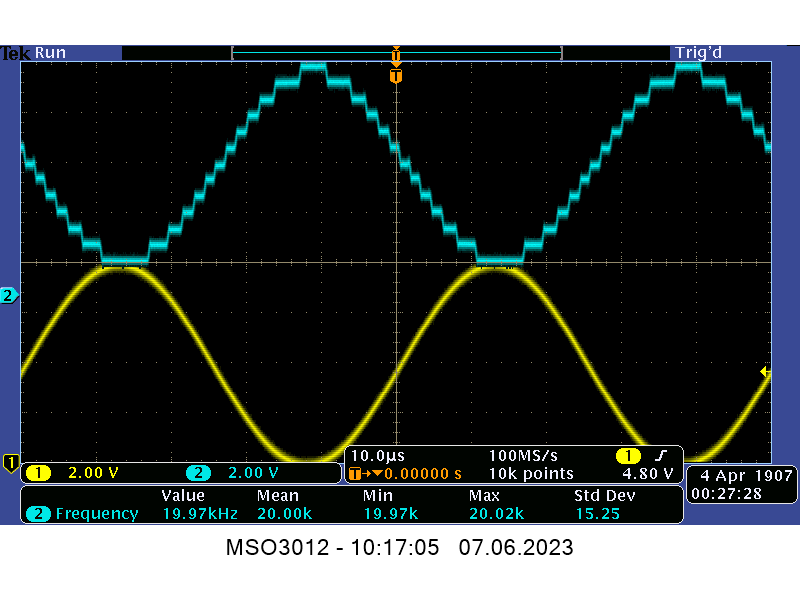 Tek Run Trig'd
T
T
2
1
1 2.00 V 2 2.00 V
10.0µs 100MS/s 1
T→▼0.00000 s 10k points 4.80 V
Value Mean Min Max Std Dev
2 Frequency 19.97kHz 20.00k 19.97k 20.02k 15.25
4 Apr 1907
00:27:28
MSO3012 - 10:17:05 07.06.2023